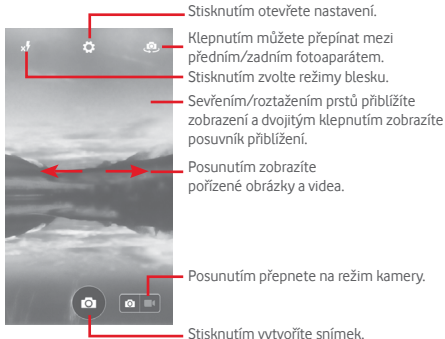 Stisknutím otevřete nastavení.
Klepnutím můžete přepínat mezi
předním/zadním fotoaparátem.
Stisknutím zvolte režimy blesku.
Sevřením/roztažením prstů přiblížíte
zobrazení a dvojitým klepnutím zobrazíte
posuvník přiblížení.
Posunutím zobrazíte
pořízené obrázky a videa.
Posunutím přepnete na režim kamery.
Stisknutím vytvoříte snímek.